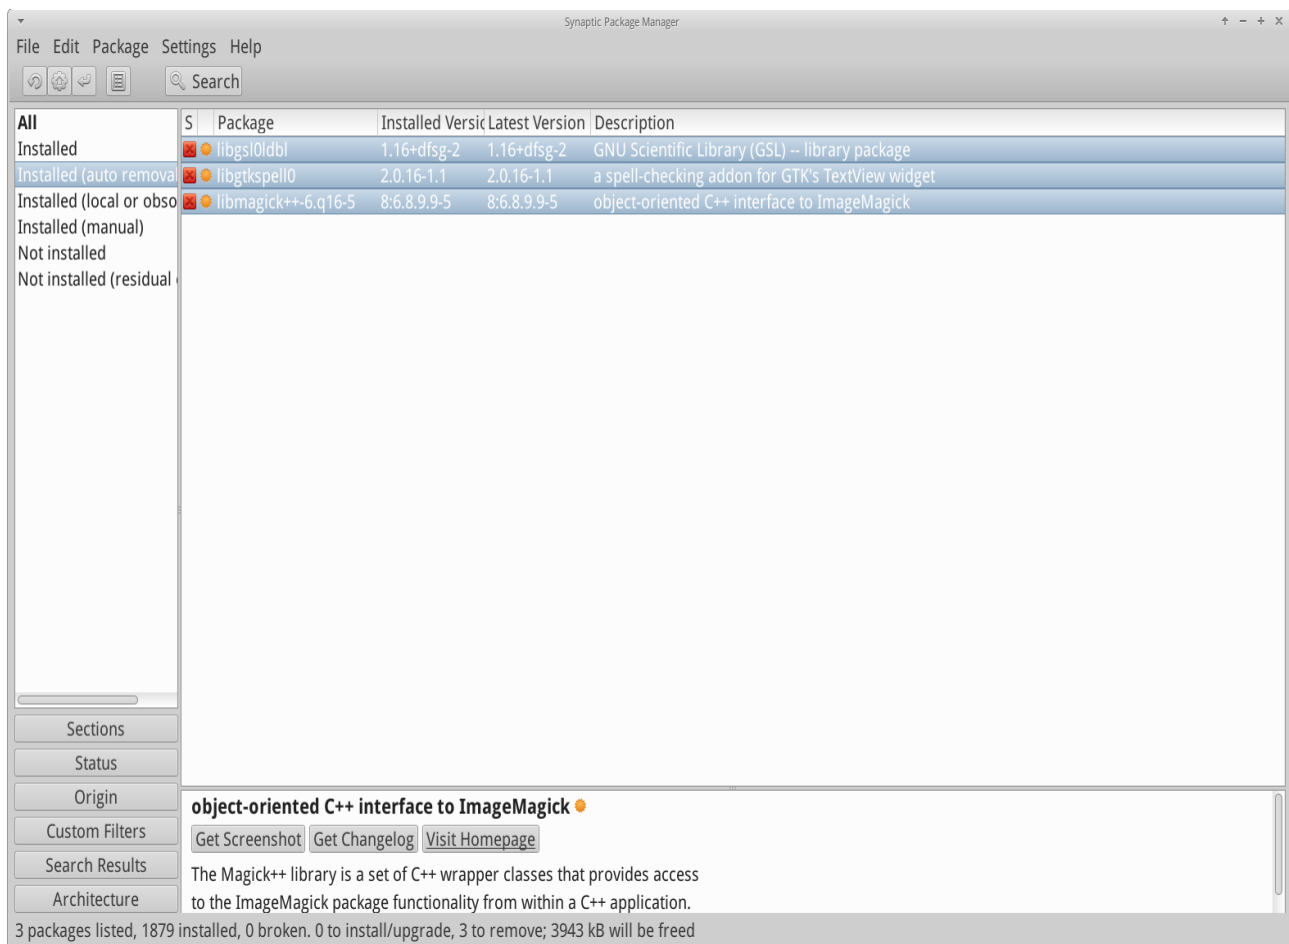 Synaptic Package Manager
File Edit Package Settings Help
Search
All
Installed
Installed (auto removal
Installed (local or obso
Installed (manual)
Not installed
Not installed (residual
S Package Installed Versic Latest Version Description
libgsl0ldbl 1.16+dfsg-2 1.16+dfsg-2 GNU Scientific Library (GSL) -- library package
libgtkspell0 2.0.16-1.1 2.0.16-1.1 a spell-checking addon for GTK's TextView widget
libmagick++-6.q16-5 8:6.8.9.9-5 8:6.8.9.9-5 object-oriented C++ interface to ImageMagick
Sections
Status
Origin
Custom Filters
Search Results
Architecture
object-oriented C++ interface to ImageMagick
Get Screenshot Get Changelog Visit Homepage
The Magick++ library is a set of C++ wrapper classes that provides access
to the ImageMagick package functionality from within a C++ application.
3 packages listed, 1879 installed, 0 broken. 0 to install/upgrade, 3 to remove; 3943 kB will be freed